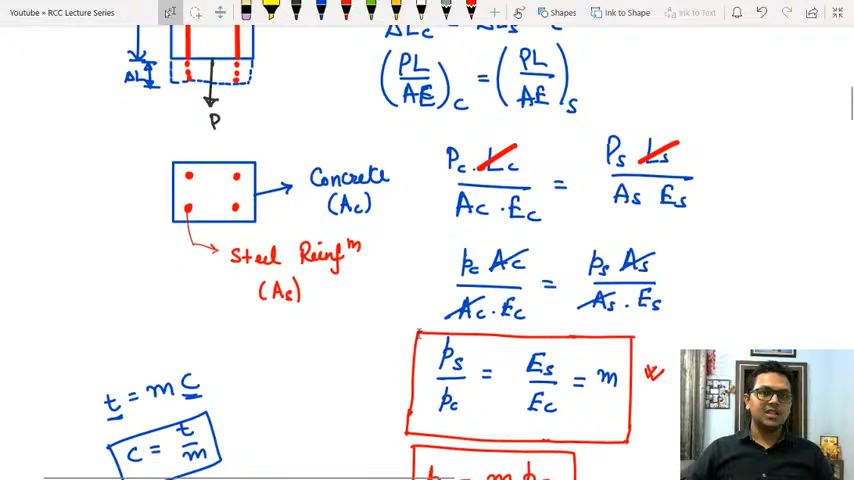 Youtube » RCC Lecture Series
Shapes
Ink to Shape
Ink to Text
ΔLc
ΔL
P
(PL/AE)c = (PL/AE)s
Pc . Lc / Ac . Ec = Ps Ls / As Es
Concrete
(Ac)
Steel Reinfm
(As)
pc Ac / Ac . Ec = ps As / As . Es
ps / pc = Es / Ec = m
t = m c
c = t / m